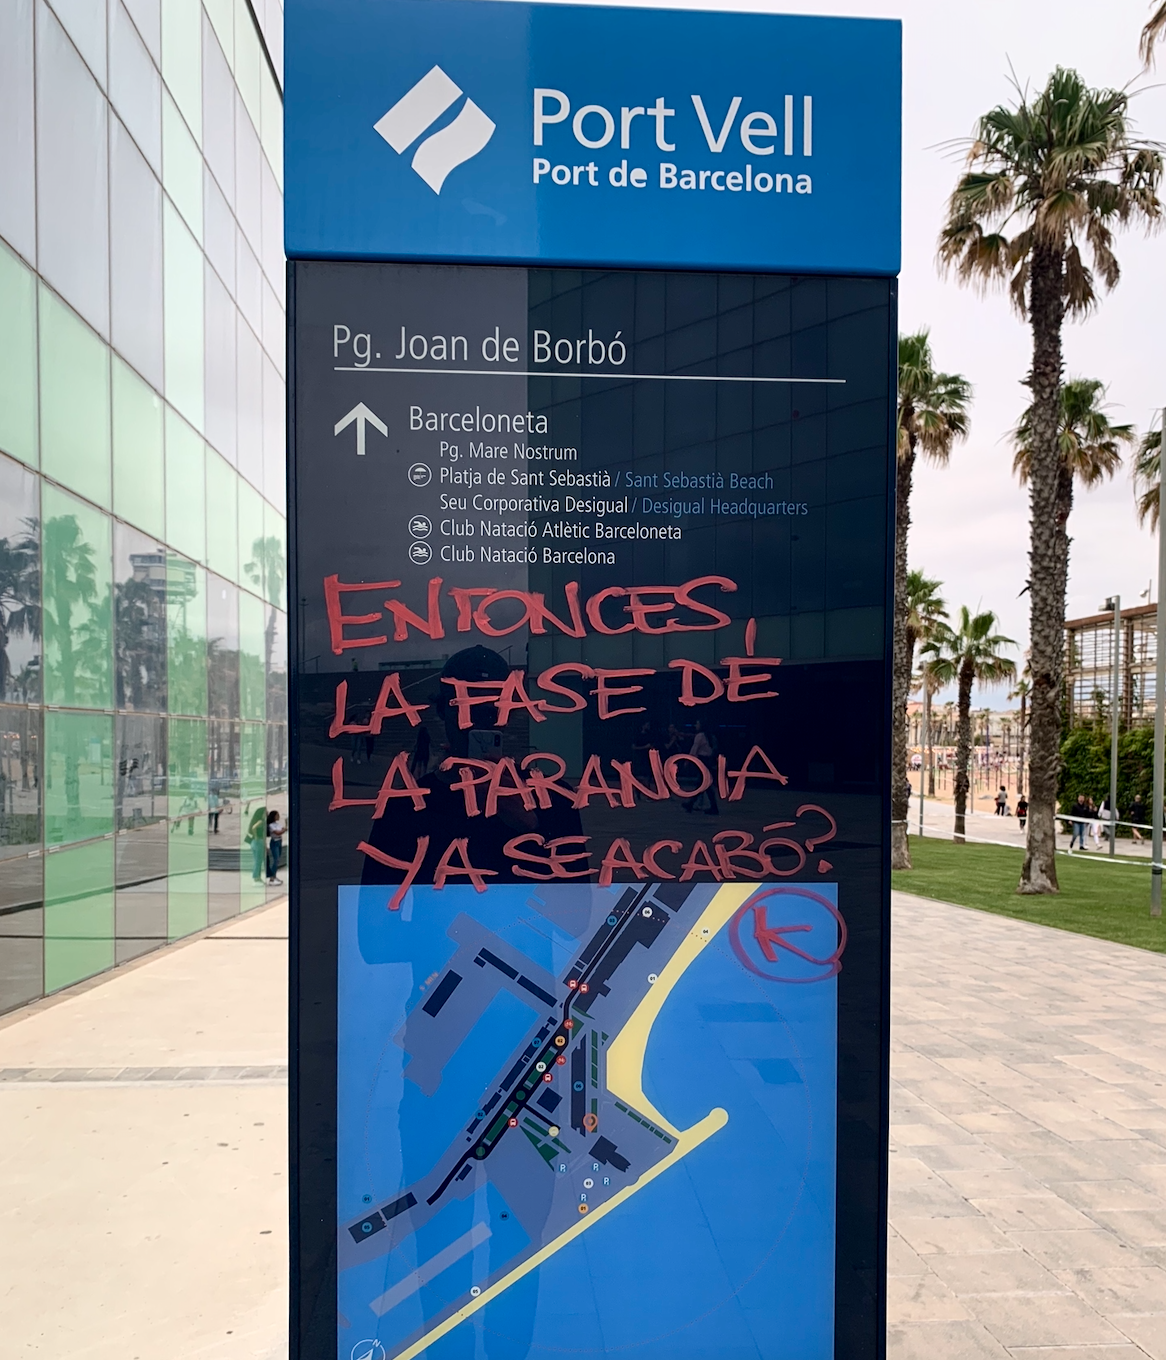 Port Vell
Port de Barcelona
Pg. Joan de Borbó
Barceloneta
Pg. Mare Nostrum
Platja de Sant Sebastià / Sant Sebastià Beach
Seu Corporativa Desigual / Desigual Headquarters
Club Natació Atlètic Barceloneta
Club Natació Barcelona
ENTONCES,
LA FASE DE
LA PARANOIA
YA SE ACABÓ?
K
N